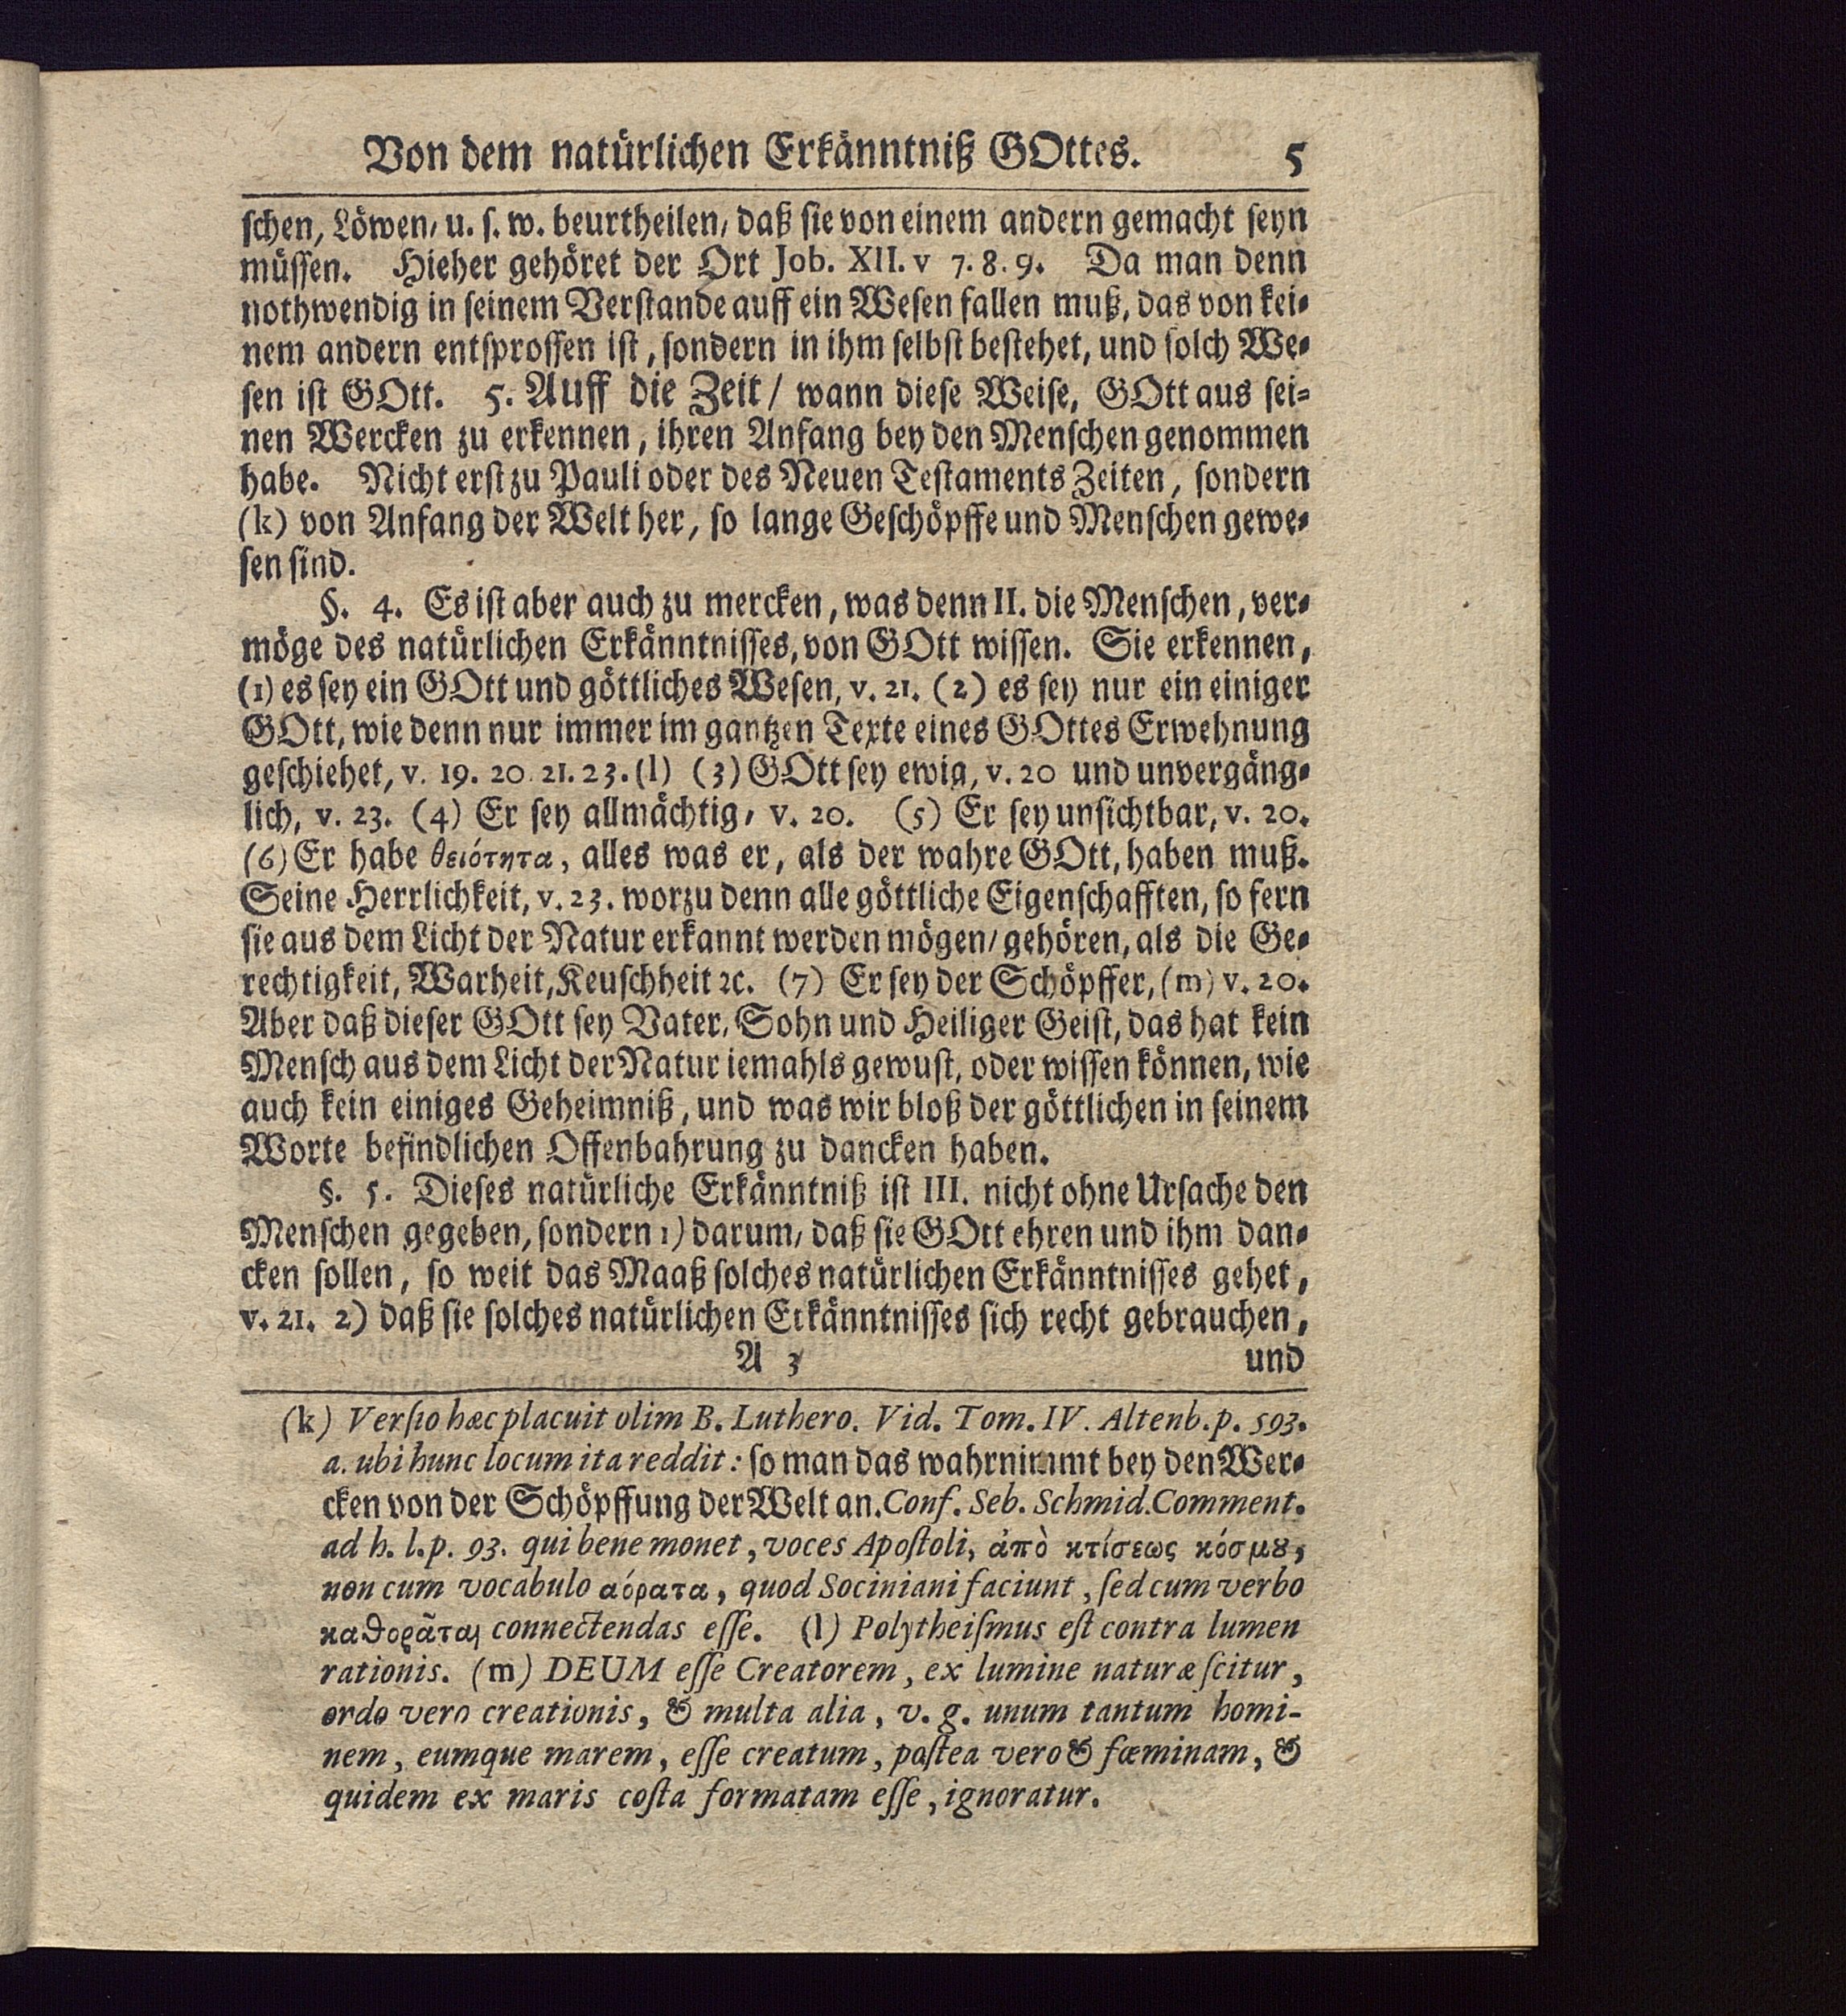 Von dem natürlichen Erkänntniß GOttes. 5
schen, Löwen, u. s. w. beurtheilen, daß sie von einem andern gemacht seyn
müssen. Hieher gehöret der Ort Job. XII. v 7. 8. 9. Da man denn
nothwendig in seinem Verstande auff ein Wesen fallen muß, das von kei-
nem andern entsprossen ist, sondern in ihm selbst bestehet, und solch We-
sen ist GOtt. 5. Auff die Zeit / wann diese Weise, GOtt aus sei-
nen Wercken zu erkennen, ihren Anfang bey den Menschen genommen
habe. Nicht erst zu Pauli oder des Neuen Testaments Zeiten, sondern
(k) von Anfang der Welt her, so lange Geschöpffe und Menschen gewe-
sen sind.
§. 4. Es ist aber auch zu mercken, was denn II. die Menschen, ver-
möge des natürlichen Erkänntnisses, von GOtt wissen. Sie erkennen,
(1) es sey ein GOtt und göttliches Wesen, v. 21. (2) es sey nur ein einiger
GOtt, wie denn nur immer im gantzen Texte eines GOttes Erwehnung
geschiehet, v. 19. 20. 21. 23. (l) (3) GOtt sey ewig, v. 20 und unvergäng-
lich, v. 23. (4) Er sey allmächtig, v. 20. (5) Er sey unsichtbar, v. 20.
(6) Er habe θειότητα, alles was er, als der wahre GOtt, haben muß.
Seine Herrlichkeit, v. 23. worzu denn alle göttliche Eigenschafften, so fern
sie aus dem Licht der Natur erkannt werden mögen / gehören, als die Ge-
rechtigkeit, Warheit, Keuschheit ꝛc. (7) Er sey der Schöpffer, (m) v. 20.
Aber daß dieser GOtt sey Vater, Sohn und Heiliger Geist, das hat kein
Mensch aus dem Licht der Natur iemahls gewust, oder wissen können, wie
auch kein einiges Geheimniß, und was wir bloß der göttlichen in seinem
Worte befindlichen Offenbahrung zu dancken haben.
§. 5. Dieses natürliche Erkänntniß ist III. nicht ohne Ursache den
Menschen gegeben, sondern 1) darum, daß sie GOtt ehren und ihm dan-
cken sollen, so weit das Maaß solches natürlichen Erkänntnisses gehet,
v. 21. 2) daß sie solches natürlichen Erkänntnisses sich recht gebrauchen,
A 3 und
(k) Versio hæc placuit olim B. Luthero. Vid. Tom. IV. Altenb. p. 593.
a. ubi hunc locum ita reddit: so man das wahrnimmt bey den Wer-
cken von der Schöpffung der Welt an. Conf. Seb. Schmid. Comment.
ad h. l. p. 93. qui bene monet, voces Apostoli, ἀπὸ κτίσεως κόσμȣ,
non cum vocabulo αόρατα, quod Sociniani faciunt, sed cum verbo
καθορᾶται connectendas esse. (l) Polytheismus est contra lumen
rationis. (m) DEUM esse Creatorem, ex lumine naturæ scitur,
ordo vero creationis, & multa alia, v. g. unum tantum homi-
nem, eumque marem, esse creatum, postea vero & fœminam, &
quidem ex maris costa formatam esse, ignoratur.